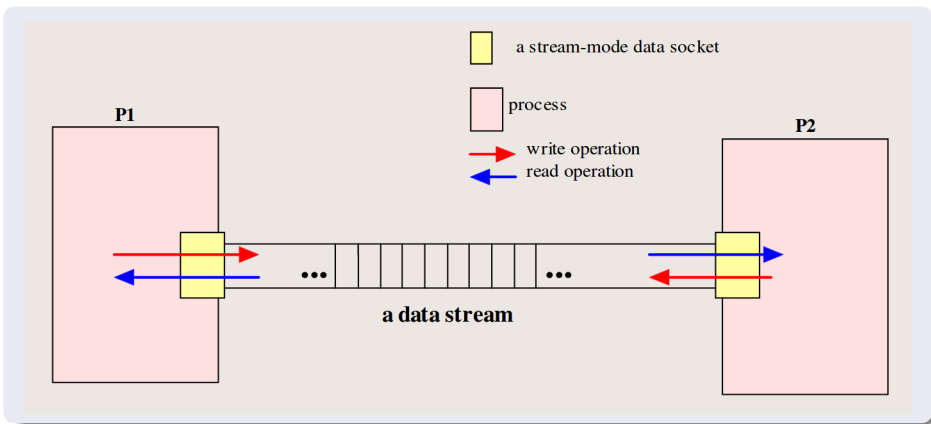 a stream-mode data socket
process
P1
P2
write operation
read operation
...
...
a data stream